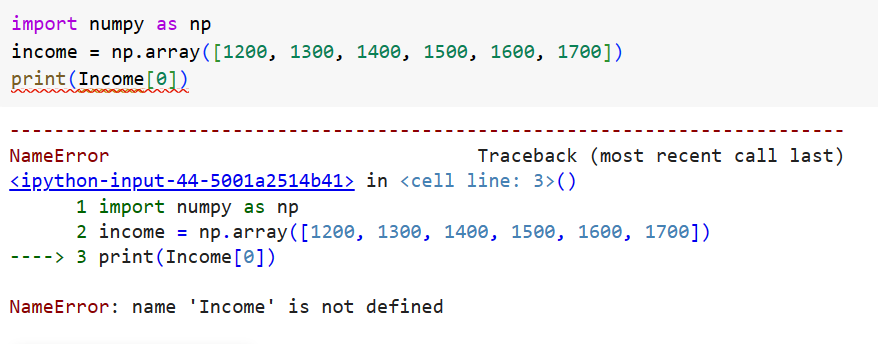 import numpy as np
income = np.array([1200, 1300, 1400, 1500, 1600, 1700])
print(Income[0])
---------------------------------------------------------------------------
NameError                                 Traceback (most recent call last)
<ipython-input-44-5001a2514b41> in <cell line: 3>()
      1 import numpy as np
      2 income = np.array([1200, 1300, 1400, 1500, 1600, 1700])
----> 3 print(Income[0])
NameError: name 'Income' is not defined